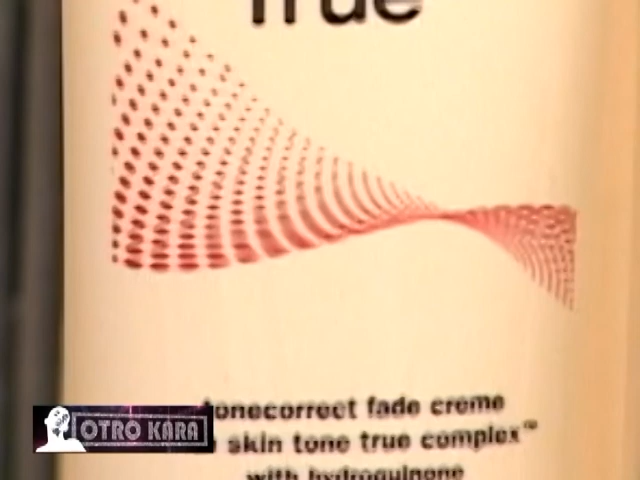 True
tonecorrect fade creme
skin tone true complex™
with hydroquinone
OTRO KARA